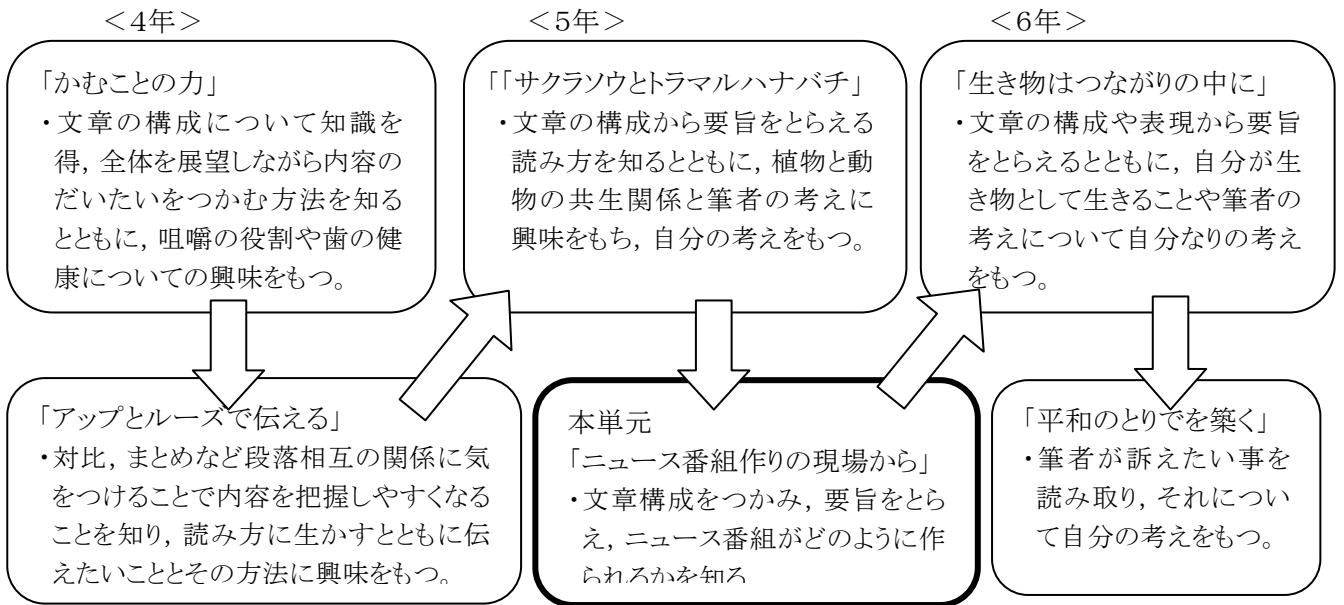 <4年>
「かむことの力」
・文章の構成について知識を
得，全体を展望しながら内容の
だいたいをつかむ方法を知る
とともに，咀嚼の役割や歯の健
康についての興味をもつ。
「アップとルーズで伝える」
・対比，まとめなど段落相互の関係に気
をつけることで内容を把握しやすくなる
ことを知り，読み方に生かすとともに伝
えたいこととその方法に興味をもつ。
<5年>
「「サクラソウとトラマルハナバチ」
・文章の構成から要旨をとらえる
読み方を知るとともに，植物と動
物の共生関係と筆者の考えに
興味をもち，自分の考えをもつ。
本単元
「ニュース番組作りの現場から」
・文章構成をつかみ，要旨をとら
え，ニュース番組がどのように作
られるかを知る
<6年>
「生き物はつながりの中に」
・文章の構成や表現から要旨
をとらえるとともに，自分が生
き物として生きることや筆者の
考えについて自分なりの考え
をもつ。
「平和のとりでを築く」
・筆者が訴えたい事を
読み取り，それについ
て自分の考えをもつ。